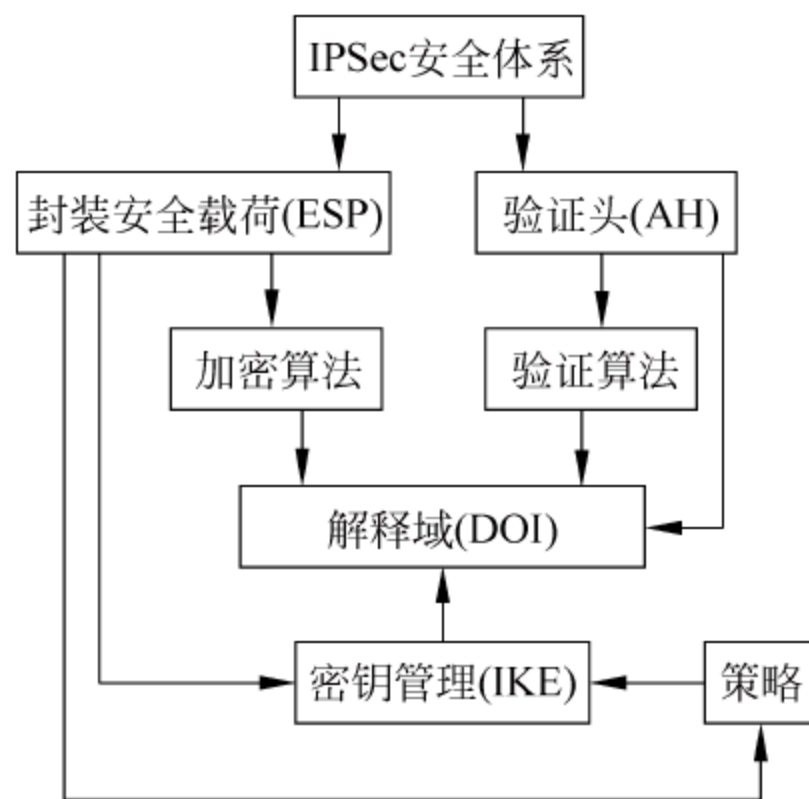 IPSec安全体系
封装安全载荷(ESP)
验证头(AH)
加密算法
验证算法
解释域(DOI)
密钥管理(IKE)
策略